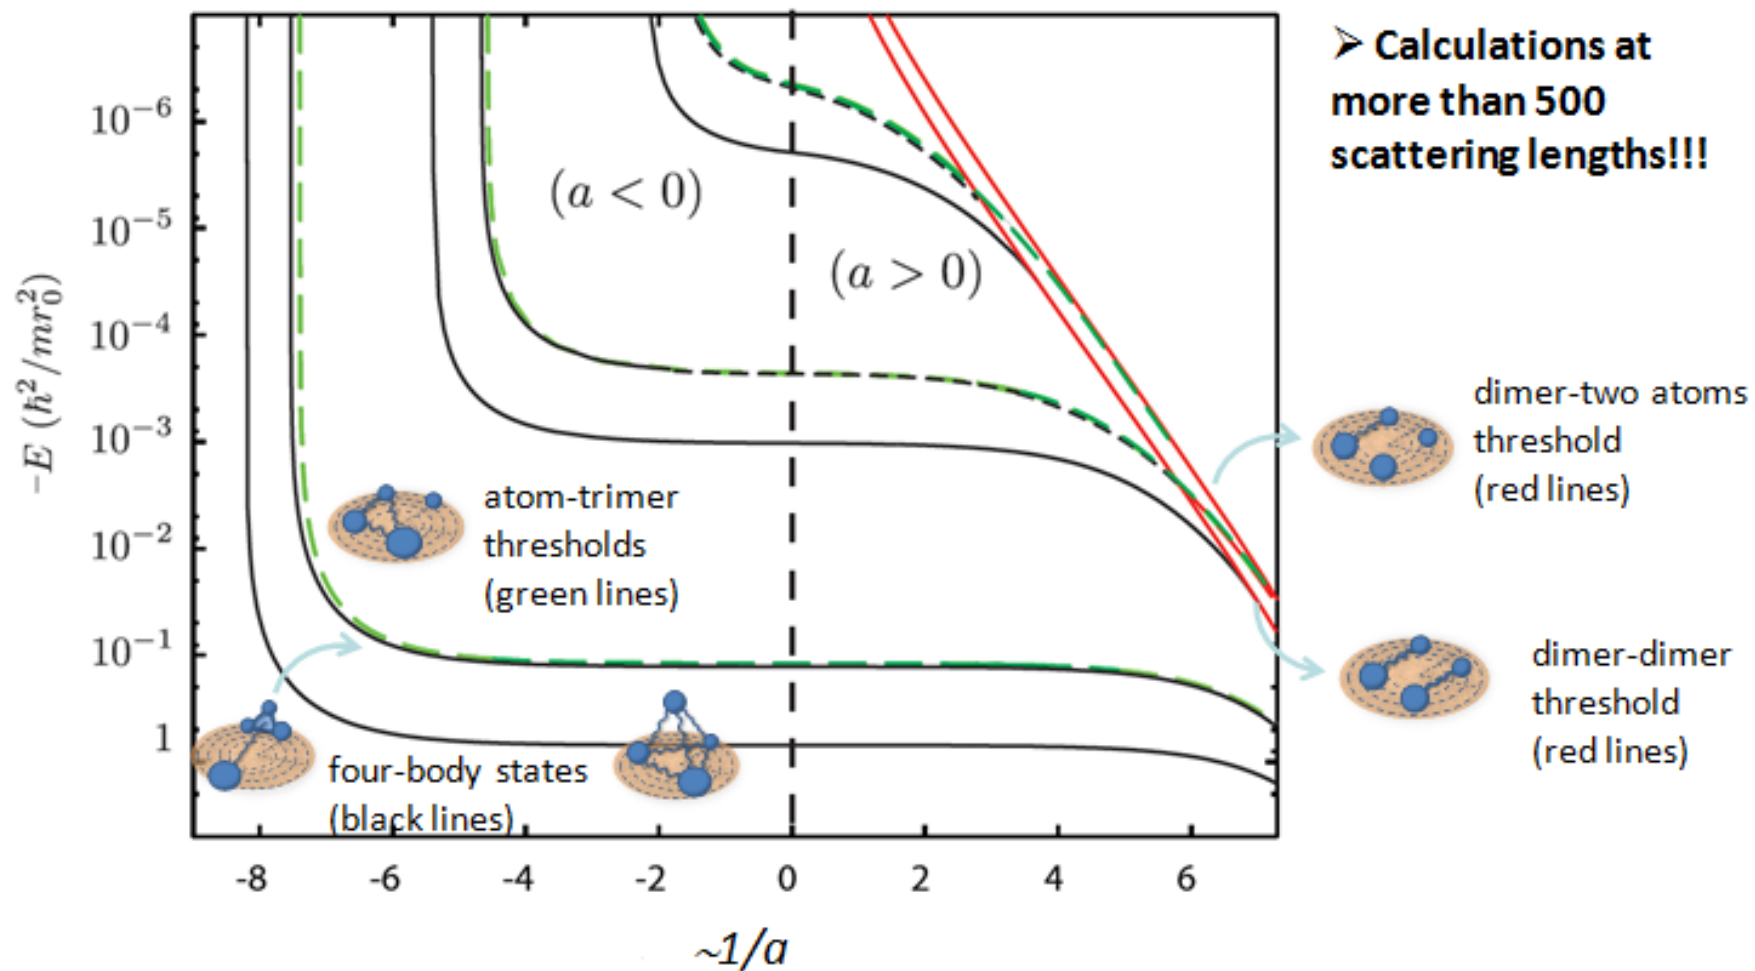 ➢ Calculations at
more than 500
scattering lengths!!!
10⁻⁶
10⁻⁵
10⁻⁴
10⁻³
10⁻²
10⁻¹
1
−E (ℏ²/mr₀²)
(a < 0)
(a > 0)
atom-trimer
thresholds
(green lines)
four-body states
(black lines)
dimer-two atoms
threshold
(red lines)
dimer-dimer
threshold
(red lines)
-8 -6 -4 -2 0 2 4 6
~1/a